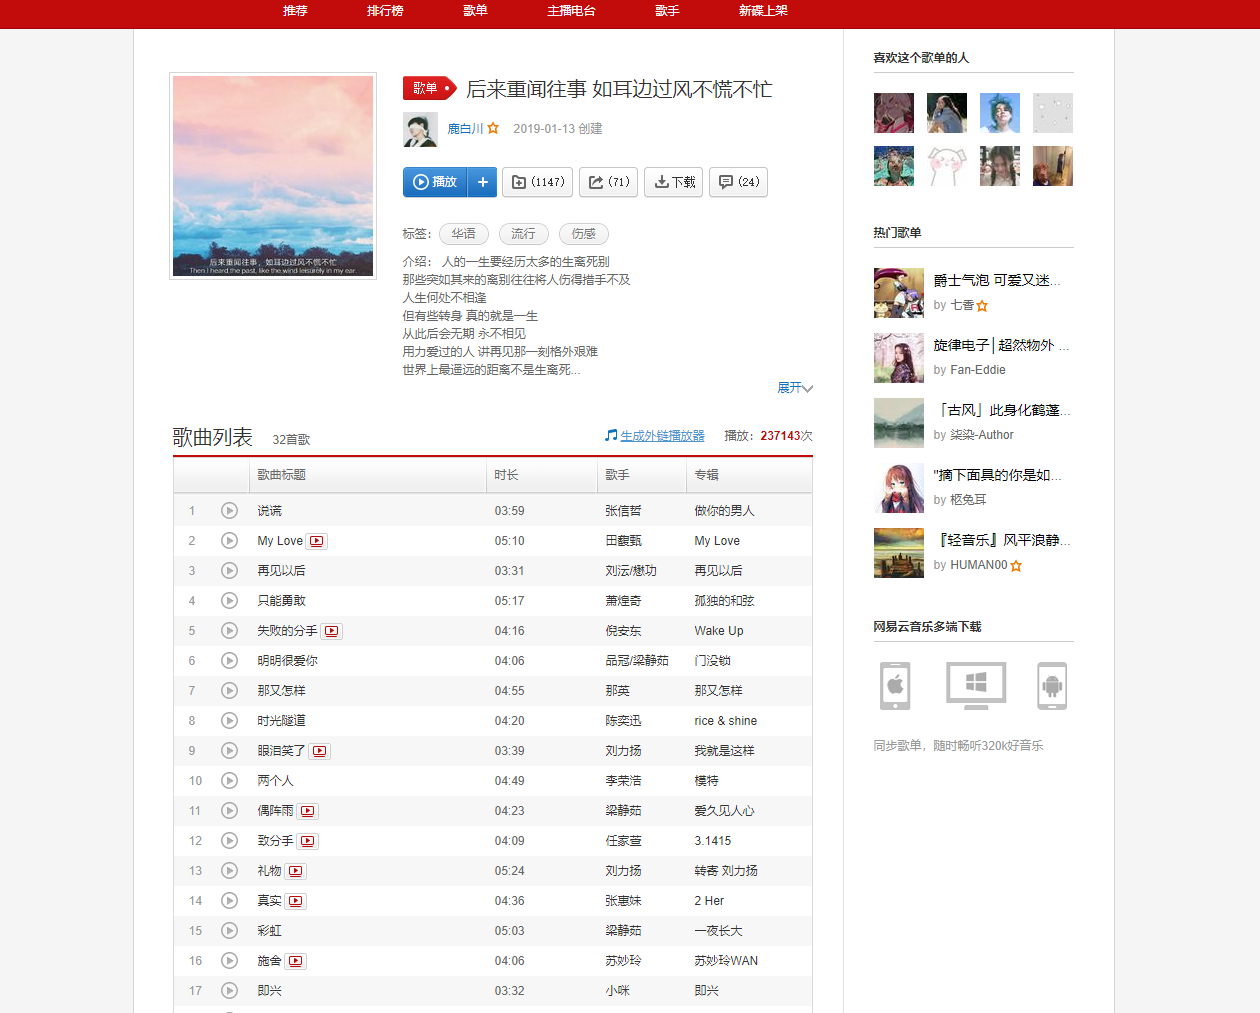 推荐 排行榜 歌单 主播电台 歌手 新碟上架
歌单 后来重闻往事 如耳边过风不慌不忙
鹿白川 2019-01-13 创建
播放 + (1147) (71) 下载 (24)
标签： 华语 流行 伤感
介绍： 人的一生要经历太多的生离死别
那些突如其来的离别往往将人伤得措手不及
人生何处不相逢
但有些转身 真的就是一生
从此后会无期 永不相见
用力爱过的人 讲再见那一刻格外艰难
世界上最遥远的距离不是生离死...
展开
后来重闻往事，如耳边过风不慌不忙
Then I heard the past, like the wind leisurely in my ear.
歌曲列表 32首歌 生成外链播放器 播放：237143次
歌曲标题 时长 歌手 专辑
1 说谎 03:59 张信哲 做你的男人
2 My Love 05:10 田馥甄 My Love
3 再见以后 03:31 刘沄/懋功 再见以后
4 只能勇敢 05:17 萧煌奇 孤独的和弦
5 失败的分手 04:16 倪安东 Wake Up
6 明明很爱你 04:06 品冠/梁静茹 门没锁
7 那又怎样 04:55 那英 那又怎样
8 时光隧道 04:20 陈奕迅 rice & shine
9 眼泪笑了 03:39 刘力扬 我就是这样
10 两个人 04:49 李荣浩 模特
11 偶阵雨 04:23 梁静茹 爱久见人心
12 致分手 04:09 任家萱 3.1415
13 礼物 05:24 刘力扬 转寄 刘力扬
14 真实 04:36 张惠妹 2 Her
15 彩虹 05:03 梁静茹 一夜长大
16 施舍 04:06 苏妙玲 苏妙玲WAN
17 即兴 03:32 小咪 即兴
喜欢这个歌单的人
热门歌单
爵士气泡 可爱又迷...
by 七香
旋律电子│超然物外 ...
by Fan-Eddie
「古风」此身化鹤蓬...
by 柒染-Author
"摘下面具的你是如...
by 柩兔耳
『轻音乐』风平浪静...
by HUMAN00
网易云音乐多端下载
同步歌单，随时畅听320k好音乐